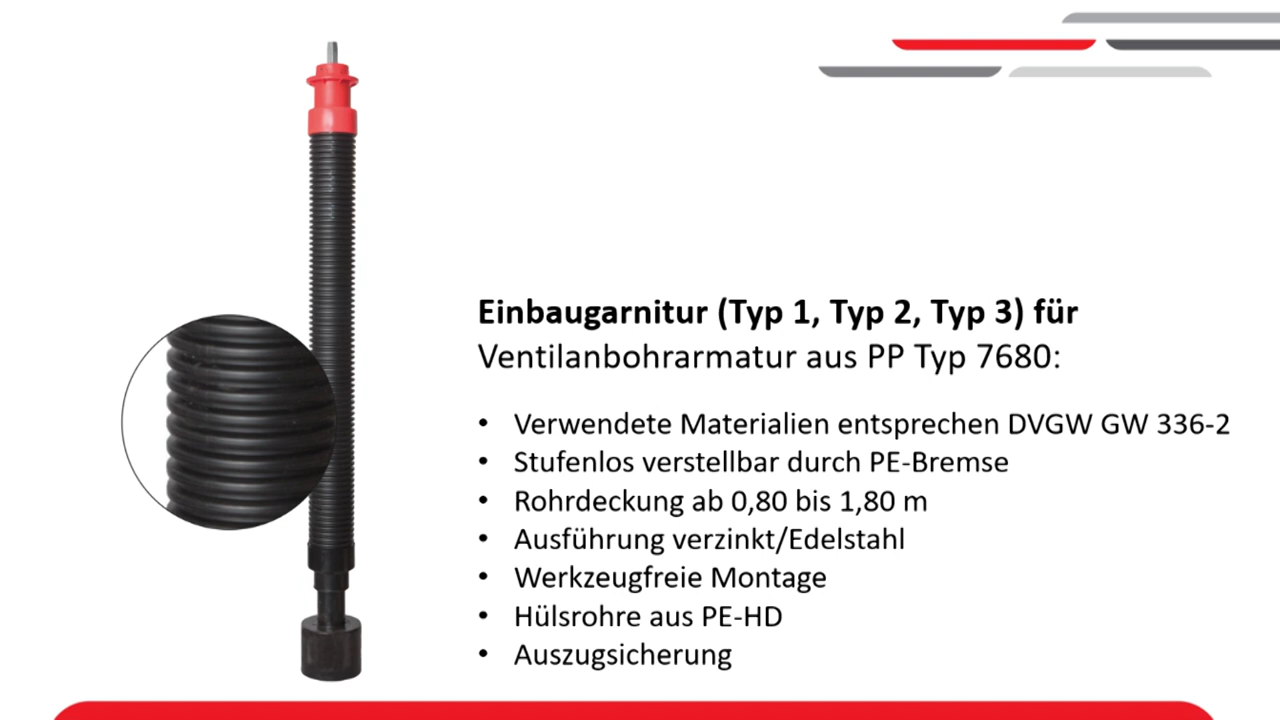 Einbaugarnitur (Typ 1, Typ 2, Typ 3) für
Ventilanbohrarmatur aus PP Typ 7680:
• Verwendete Materialien entsprechen DVGW GW 336-2
• Stufenlos verstellbar durch PE-Bremse
• Rohrdeckung ab 0,80 bis 1,80 m
• Ausführung verzinkt/Edelstahl
• Werkzeugfreie Montage
• Hülsrohre aus PE-HD
• Auszugsicherung